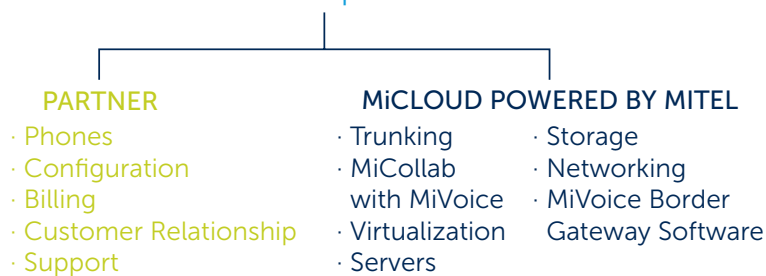 PARTNER
· Phones
· Configuration
· Billing
· Customer Relationship
· Support
MiCLOUD POWERED BY MITEL
· Trunking
· MiCollab
with MiVoice
· Virtualization
· Servers
· Storage
· Networking
· MiVoice Border
Gateway Software